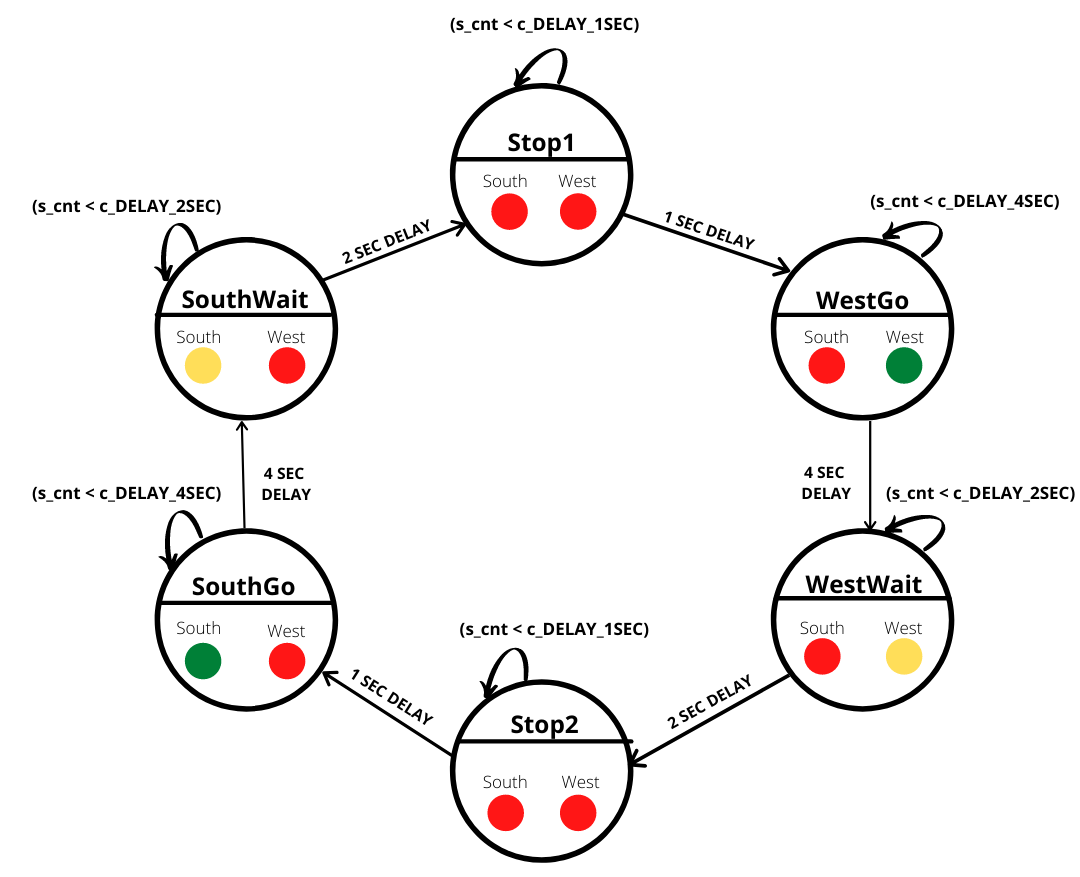 (s_cnt < c_DELAY_1SEC)
Stop1
South West
(s_cnt < c_DELAY_2SEC)
2 SEC DELAY
1 SEC DELAY
(s_cnt < c_DELAY_4SEC)
SouthWait
South West
WestGo
South West
4 SEC
DELAY
4 SEC
DELAY
(s_cnt < c_DELAY_4SEC)
(s_cnt < c_DELAY_2SEC)
SouthGo
South West
WestWait
South West
(s_cnt < c_DELAY_1SEC)
1 SEC DELAY
2 SEC DELAY
Stop2
South West